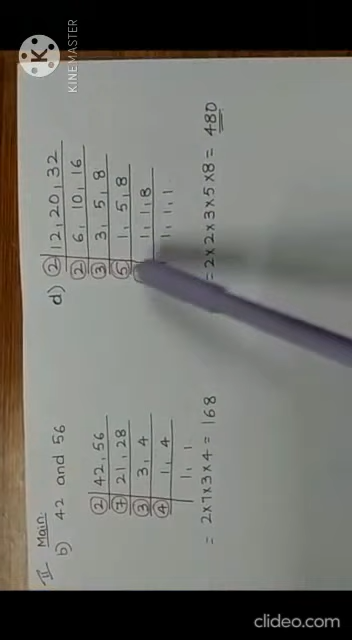 KINEMASTER
II Main.
b) 42 and 56
2 42, 56
7 21, 28
3 3, 4
4 1, 4
1, 1
= 2x7x3x4= 168
d) 2 12, 20, 32
2 6, 10, 16
3 3, 5, 8
5 1, 5, 8
1, 1, 8
1, 1, 1
= 2x2x3x5x8= 480
clideo.com